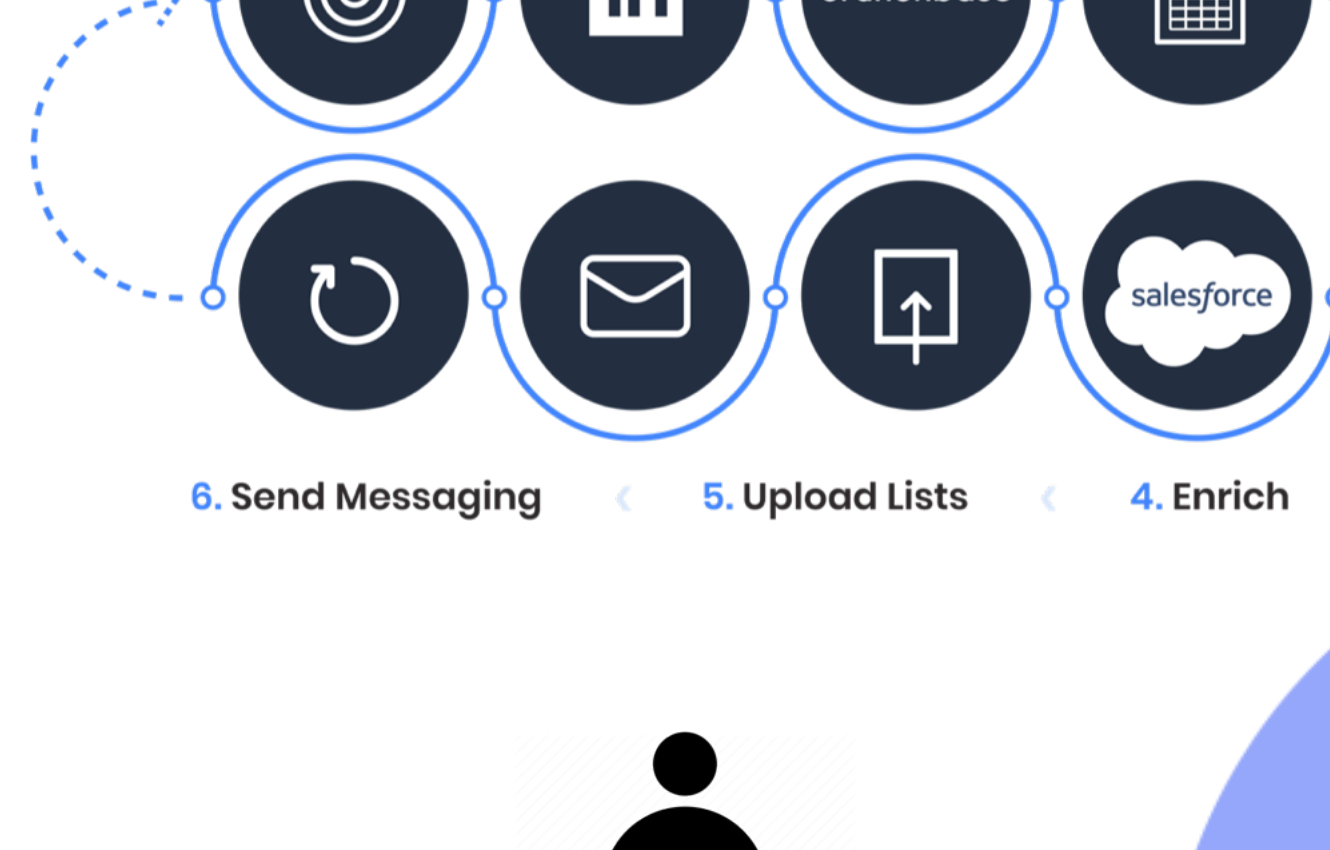 salesforce
6. Send Messaging
5. Upload Lists
4. Enrich